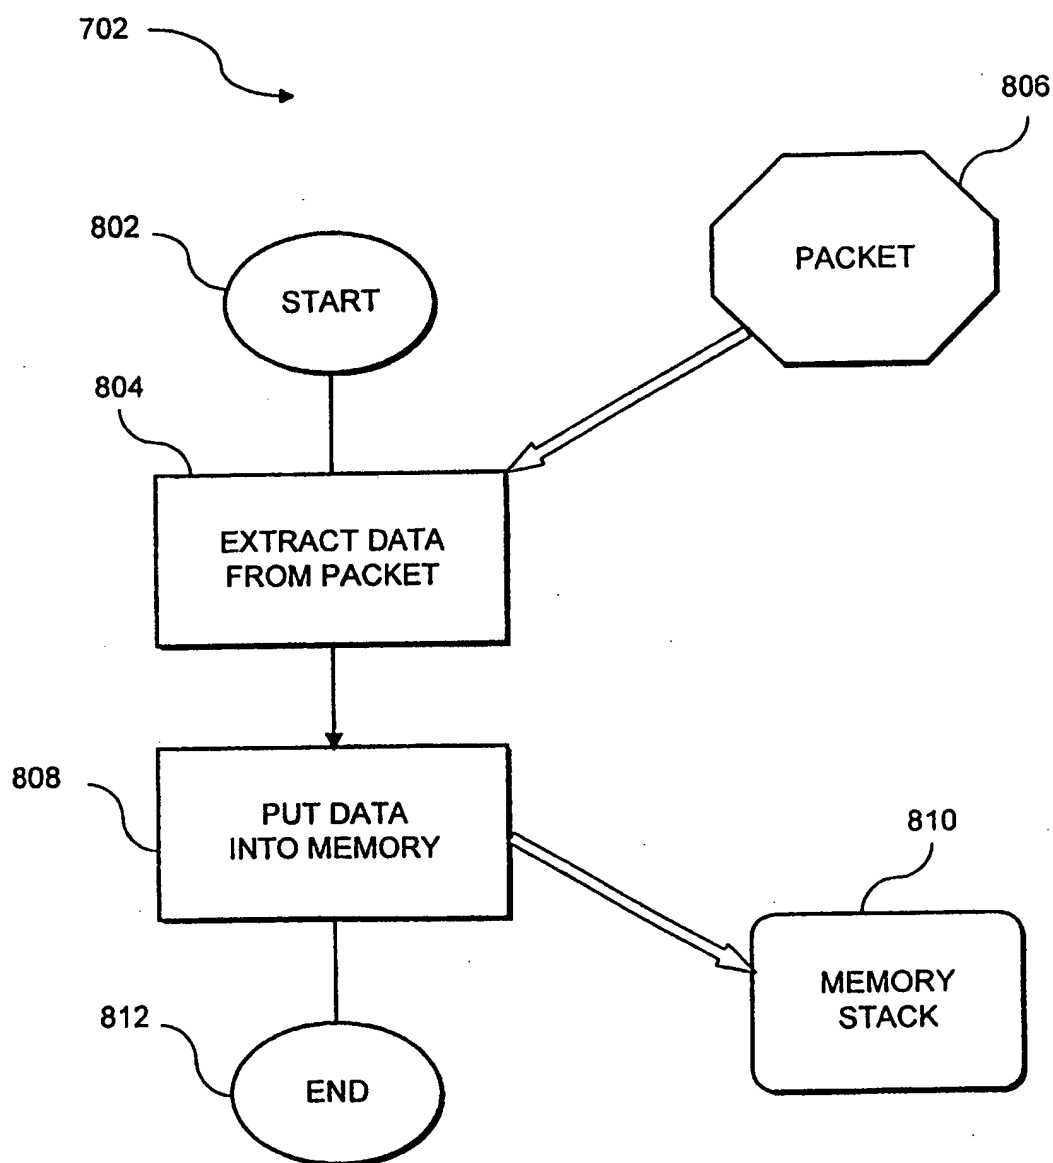 702
806
PACKET
802
START
804
EXTRACT DATA
FROM PACKET
808
PUT DATA
INTO MEMORY
810
MEMORY
STACK
812
END